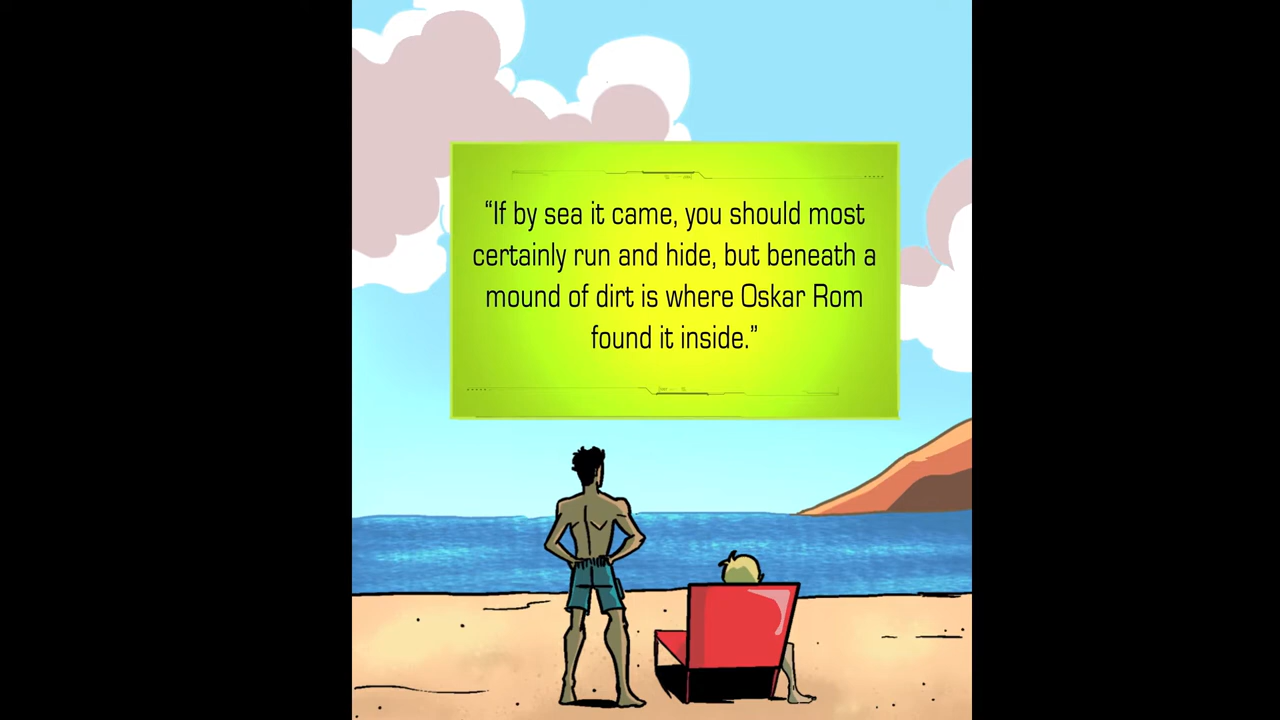 “If by sea it came, you should most
certainly run and hide, but beneath a
mound of dirt is where Oskar Rom
found it inside.”